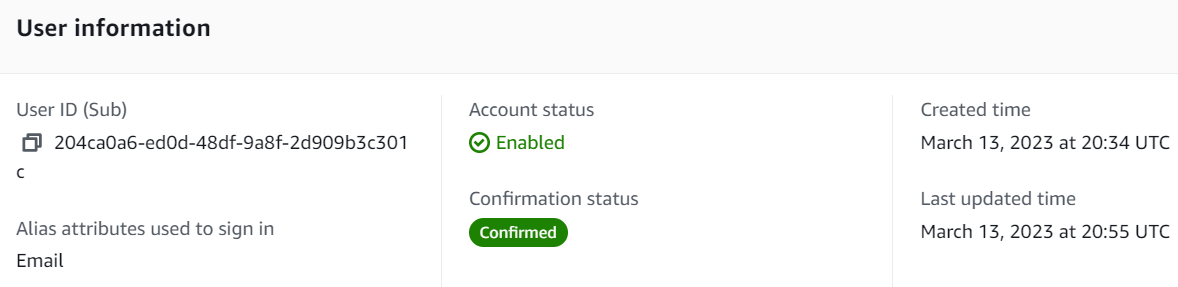 User information
User ID (Sub)
204ca0a6-ed0d-48df-9a8f-2d909b3c301
c
Alias attributes used to sign in
Email
Account status
Enabled
Confirmation status
Confirmed
Created time
March 13, 2023 at 20:34 UTC
Last updated time
March 13, 2023 at 20:55 UTC